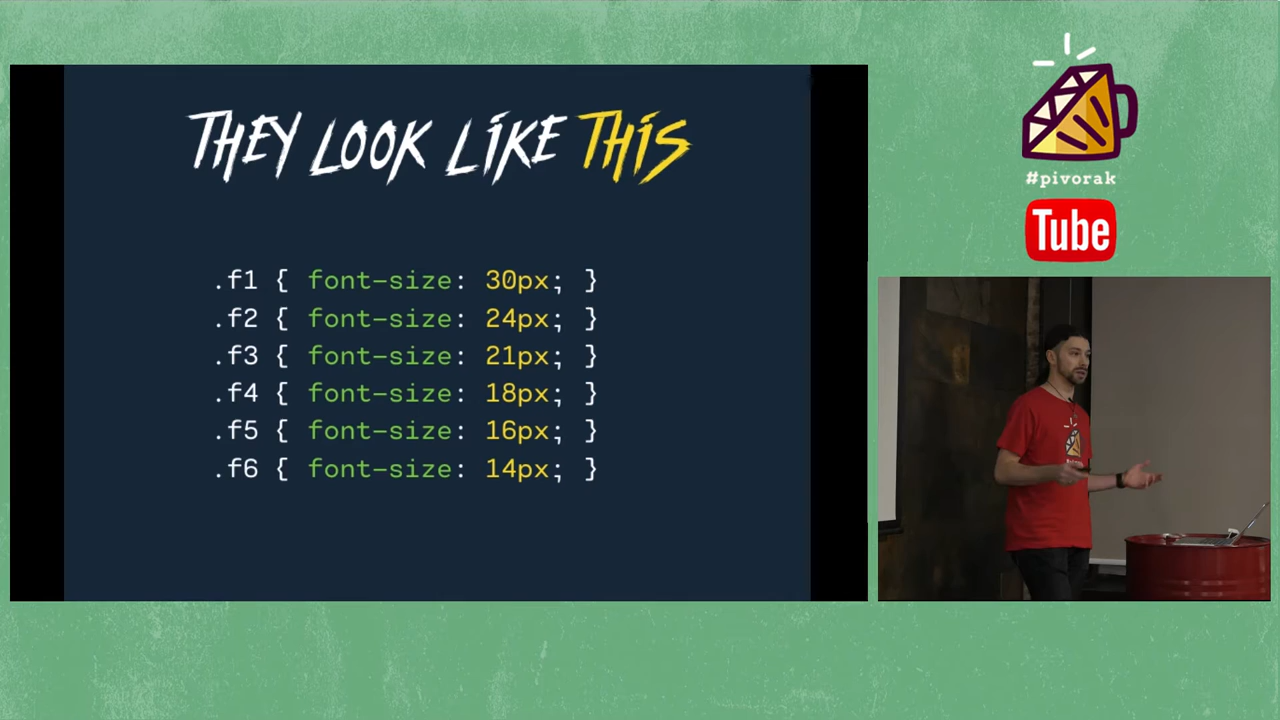 THEY LOOK LIKE THIS
.f1 { font-size: 30px; }
.f2 { font-size: 24px; }
.f3 { font-size: 21px; }
.f4 { font-size: 18px; }
.f5 { font-size: 16px; }
.f6 { font-size: 14px; }
#pivorak
Tube